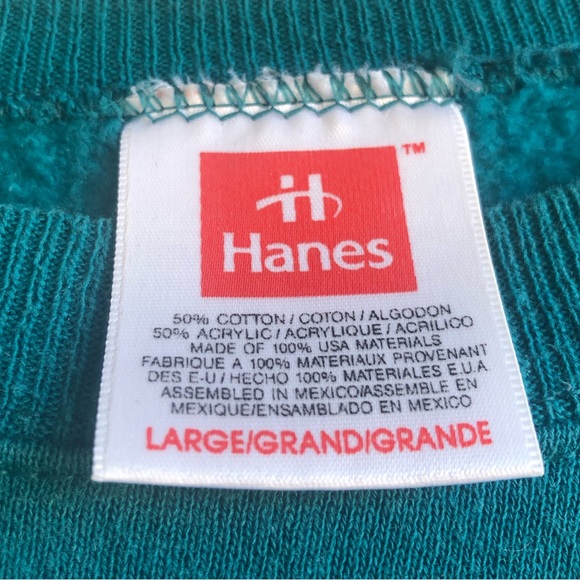 TM
Hanes
50% COTTON / COTON / ALGODON
50% ACRYLIC / ACRYLIQUE / ACRILICO
MADE OF 100% USA MATERIALS
FABRIQUE A 100% MATERIAUX PROVENANT
DES E-U / HECHO 100% MATERIALES E.U.A.
ASSEMBLED IN MEXICO/ASSEMBLE EN
MEXIQUE/ENSAMBLADO EN MEXICO
LARGE/GRAND/GRANDE